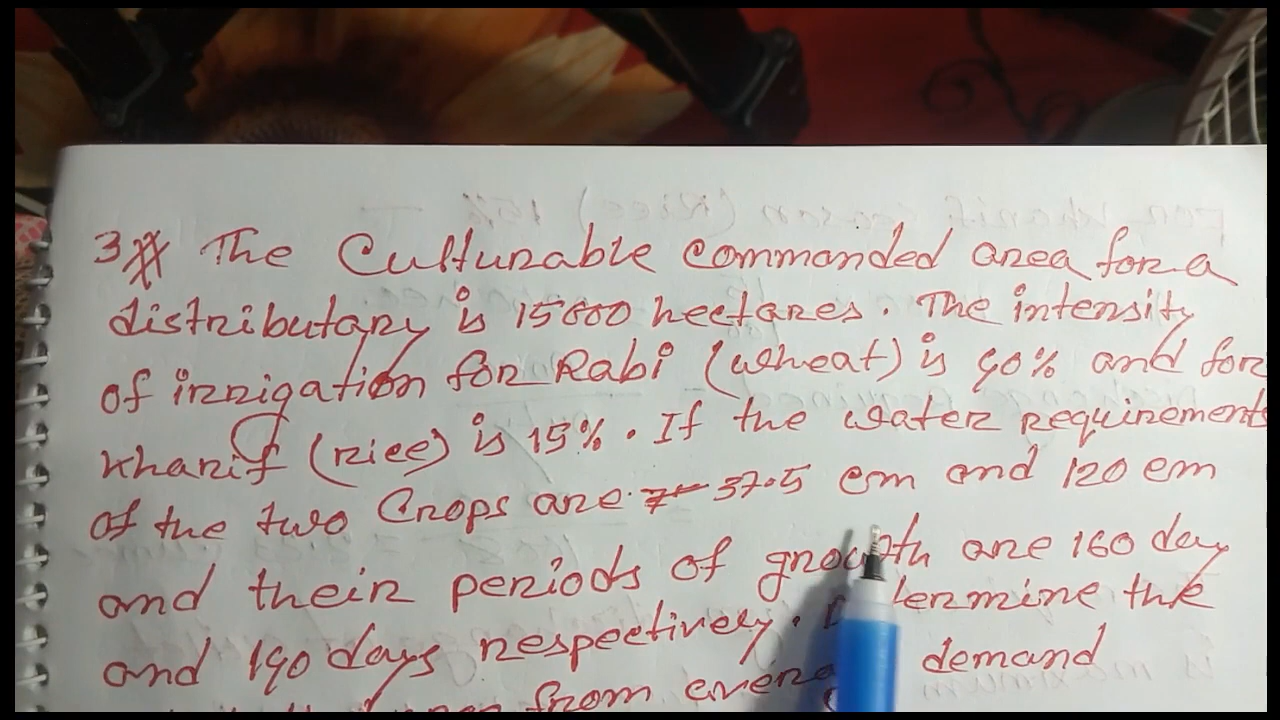 3 The Culturable commanded area for a
distributary is 15000 hectares. The intensity
of irrigation for Rabi (wheat) is 40% and for
kharif (rice) is 15%. If the water requirements
of the two Crops are 37.5 cm and 120 cm
and their periods of growth are 160 day
and 140 days respectively. the
from demand